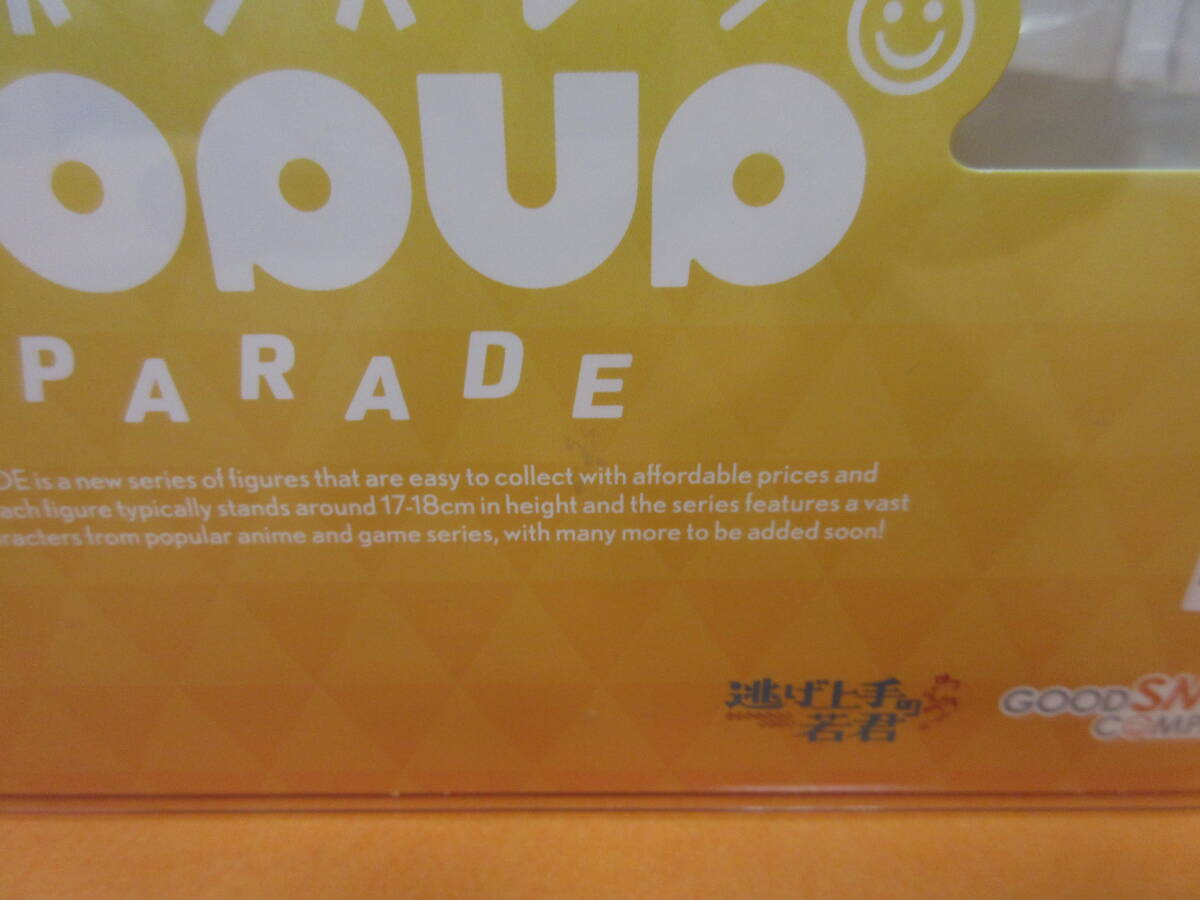 opup
PARADE
DE is a new series of figures that are easy to collect with affordable prices and
ach figure typically stands around 17-18cm in height and the series features a vast
racters from popular anime and game series, with many more to be added soon!
逃げ上手の
若君
GOOD SM
COMP